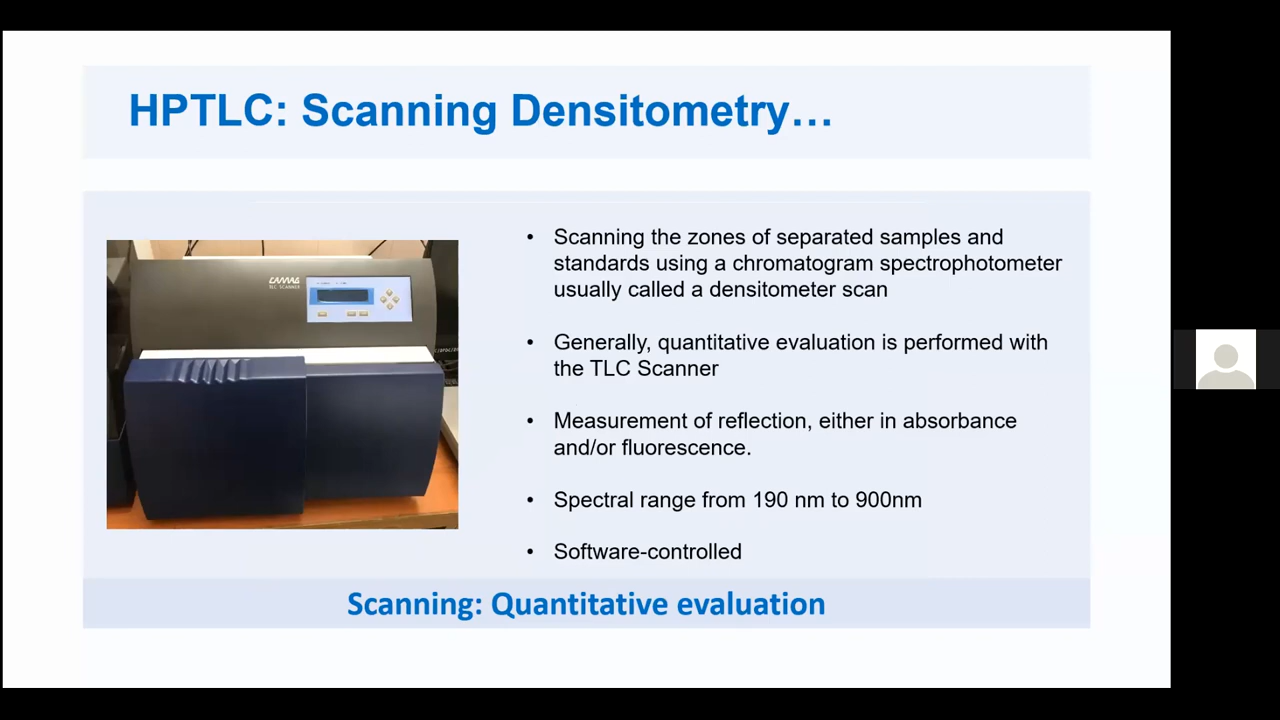 HPTLC: Scanning Densitometry…
CAMAG
TLC SCANNER
• Scanning the zones of separated samples and
standards using a chromatogram spectrophotometer
usually called a densitometer scan
• Generally, quantitative evaluation is performed with
the TLC Scanner
• Measurement of reflection, either in absorbance
and/or fluorescence.
• Spectral range from 190 nm to 900nm
• Software-controlled
Scanning: Quantitative evaluation